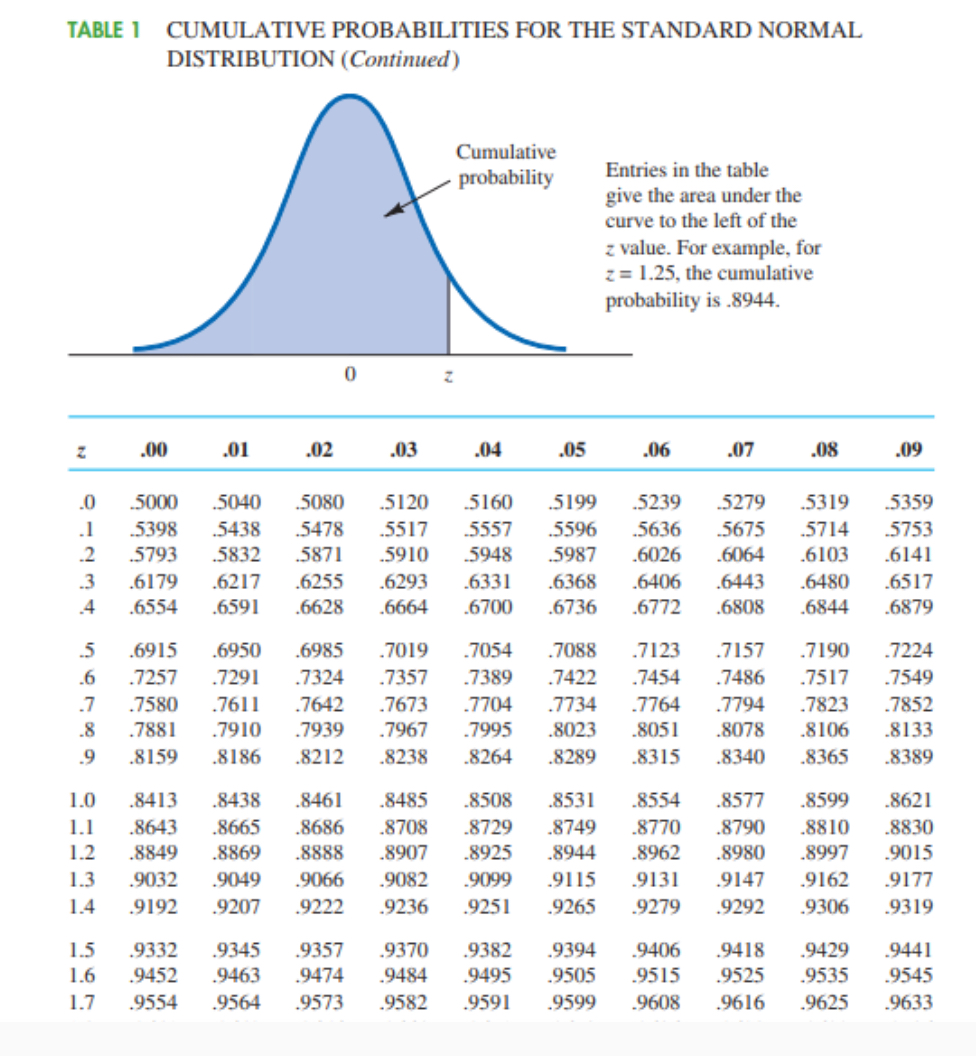 TABLE 1 CUMULATIVE PROBABILITIES FOR THE STANDARD NORMAL
DISTRIBUTION (Continued)
Cumulative
probability
Entries in the table
give the area under the
curve to the left of the
z value. For example, for
z = 1.25, the cumulative
probability is .8944.
0 z
z .00 .01 .02 .03 .04 .05 .06 .07 .08 .09
.0 .5000 .5040 .5080 .5120 .5160 .5199 .5239 .5279 .5319 .5359
.1 .5398 .5438 .5478 .5517 .5557 .5596 .5636 .5675 .5714 .5753
.2 .5793 .5832 .5871 .5910 .5948 .5987 .6026 .6064 .6103 .6141
.3 .6179 .6217 .6255 .6293 .6331 .6368 .6406 .6443 .6480 .6517
.4 .6554 .6591 .6628 .6664 .6700 .6736 .6772 .6808 .6844 .6879
.5 .6915 .6950 .6985 .7019 .7054 .7088 .7123 .7157 .7190 .7224
.6 .7257 .7291 .7324 .7357 .7389 .7422 .7454 .7486 .7517 .7549
.7 .7580 .7611 .7642 .7673 .7704 .7734 .7764 .7794 .7823 .7852
.8 .7881 .7910 .7939 .7967 .7995 .8023 .8051 .8078 .8106 .8133
.9 .8159 .8186 .8212 .8238 .8264 .8289 .8315 .8340 .8365 .8389
1.0 .8413 .8438 .8461 .8485 .8508 .8531 .8554 .8577 .8599 .8621
1.1 .8643 .8665 .8686 .8708 .8729 .8749 .8770 .8790 .8810 .8830
1.2 .8849 .8869 .8888 .8907 .8925 .8944 .8962 .8980 .8997 .9015
1.3 .9032 .9049 .9066 .9082 .9099 .9115 .9131 .9147 .9162 .9177
1.4 .9192 .9207 .9222 .9236 .9251 .9265 .9279 .9292 .9306 .9319
1.5 .9332 .9345 .9357 .9370 .9382 .9394 .9406 .9418 .9429 .9441
1.6 .9452 .9463 .9474 .9484 .9495 .9505 .9515 .9525 .9535 .9545
1.7 .9554 .9564 .9573 .9582 .9591 .9599 .9608 .9616 .9625 .9633